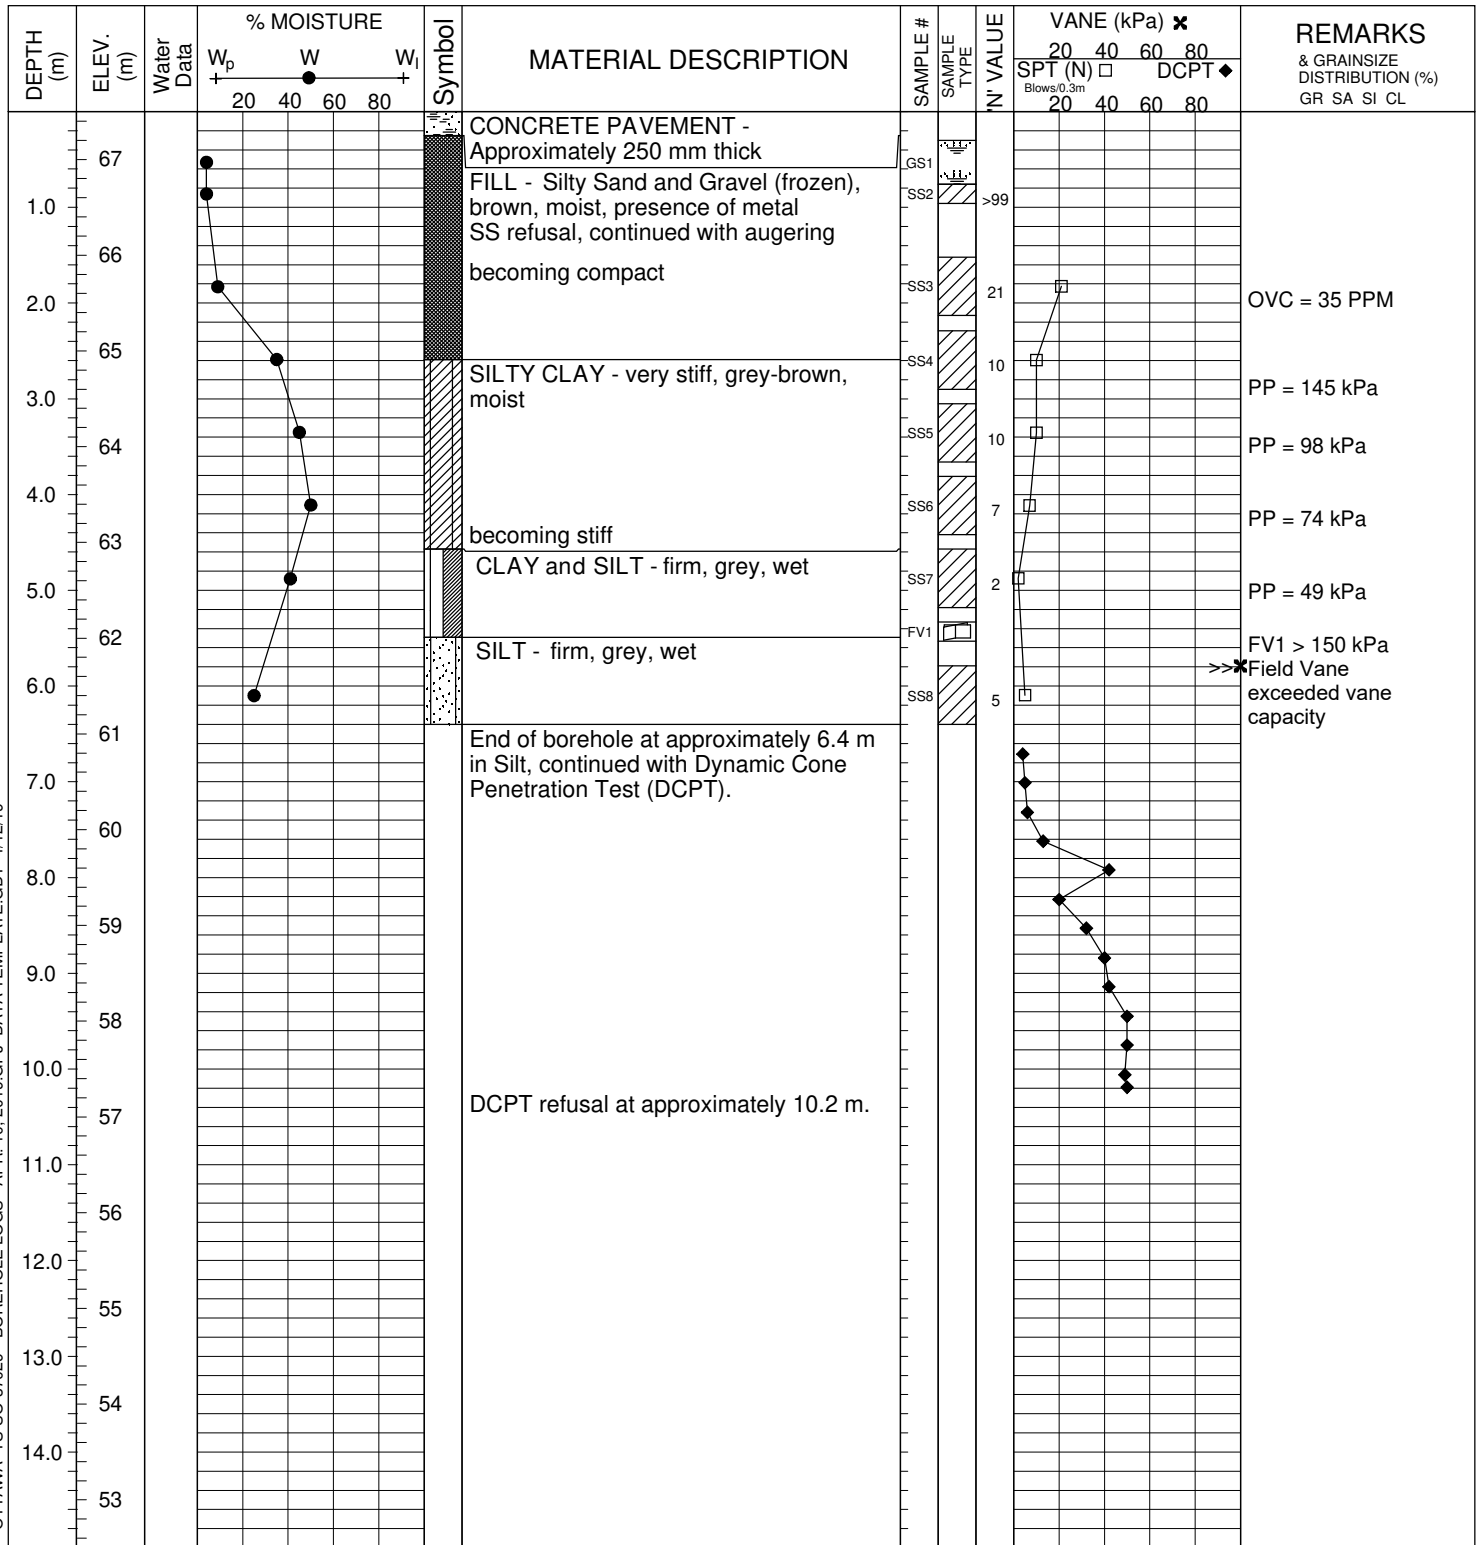 DEPTH (m)
ELEV. (m)
Water Data
% MOISTURE
Wp W Wl
20 40 60 80
Symbol
MATERIAL DESCRIPTION
SAMPLE #
SAMPLE TYPE
'N' VALUE
VANE (kPa)
20 40 60 80
SPT (N) DCPT
Blows/0.3m
20 40 60 80
REMARKS
& GRAINSIZE
DISTRIBUTION (%)
GR SA SI CL
CONCRETE PAVEMENT -
Approximately 250 mm thick
67
GS1
FILL - Silty Sand and Gravel (frozen),
SS2
>99
1.0
brown, moist, presence of metal
SS refusal, continued with augering
66
becoming compact
SS3
21
2.0
OVC = 35 PPM
65
SS4
10
SILTY CLAY - very stiff, grey-brown,
moist
PP = 145 kPa
3.0
SS5
10
64
PP = 98 kPa
4.0
SS6
7
PP = 74 kPa
becoming stiff
63
CLAY and SILT - firm, grey, wet
SS7
2
5.0
PP = 49 kPa
FV1
62
FV1 > 150 kPa
SILT - firm, grey, wet
>>
Field Vane
exceeded vane
capacity
6.0
SS8
5
61
End of borehole at approximately 6.4 m
in Silt, continued with Dynamic Cone
Penetration Test (DCPT).
7.0
60
8.0
59
9.0
58
10.0
DCPT refusal at approximately 10.2 m.
57
11.0
56
12.0
55
13.0
54
14.0
53